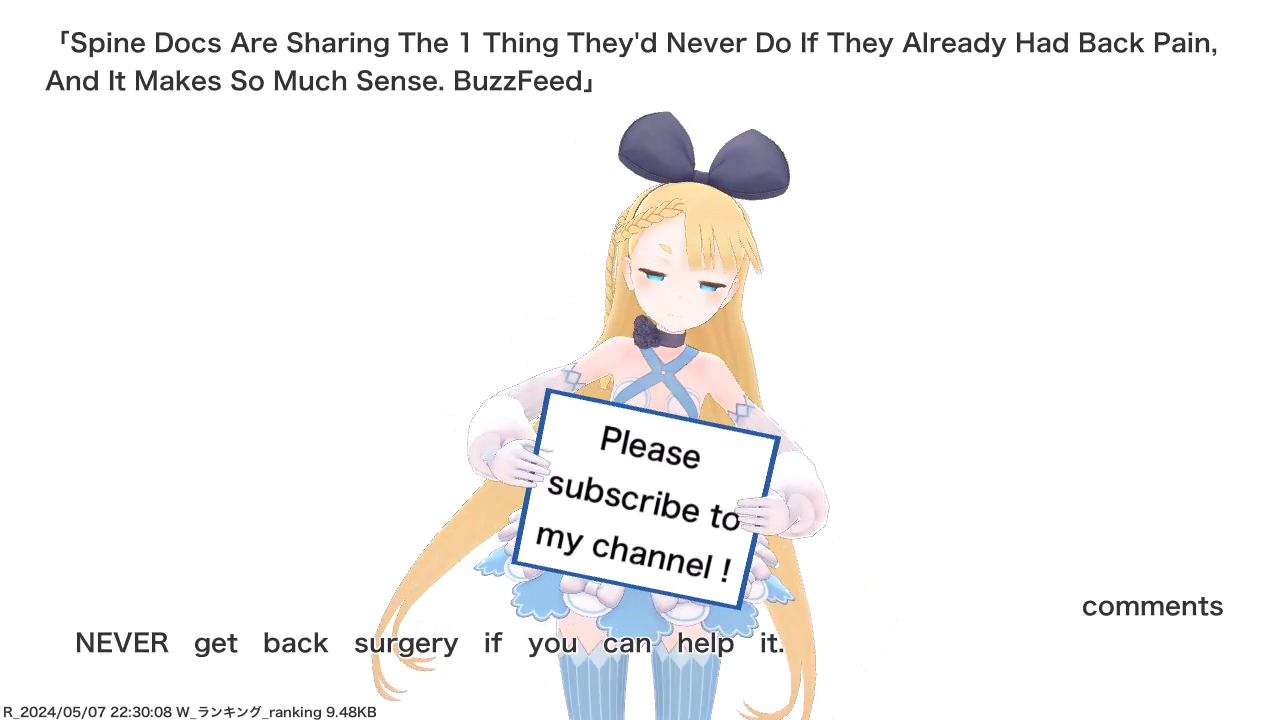 「Spine Docs Are Sharing The 1 Thing They'd Never Do If They Already Had Back Pain,
And It Makes So Much Sense. BuzzFeed」
Please
subscribe to
my channel !
comments
NEVER get back surgery if you can help it.
R_2024/05/07 22:30:08 W_ランキング_ranking 9.48KB